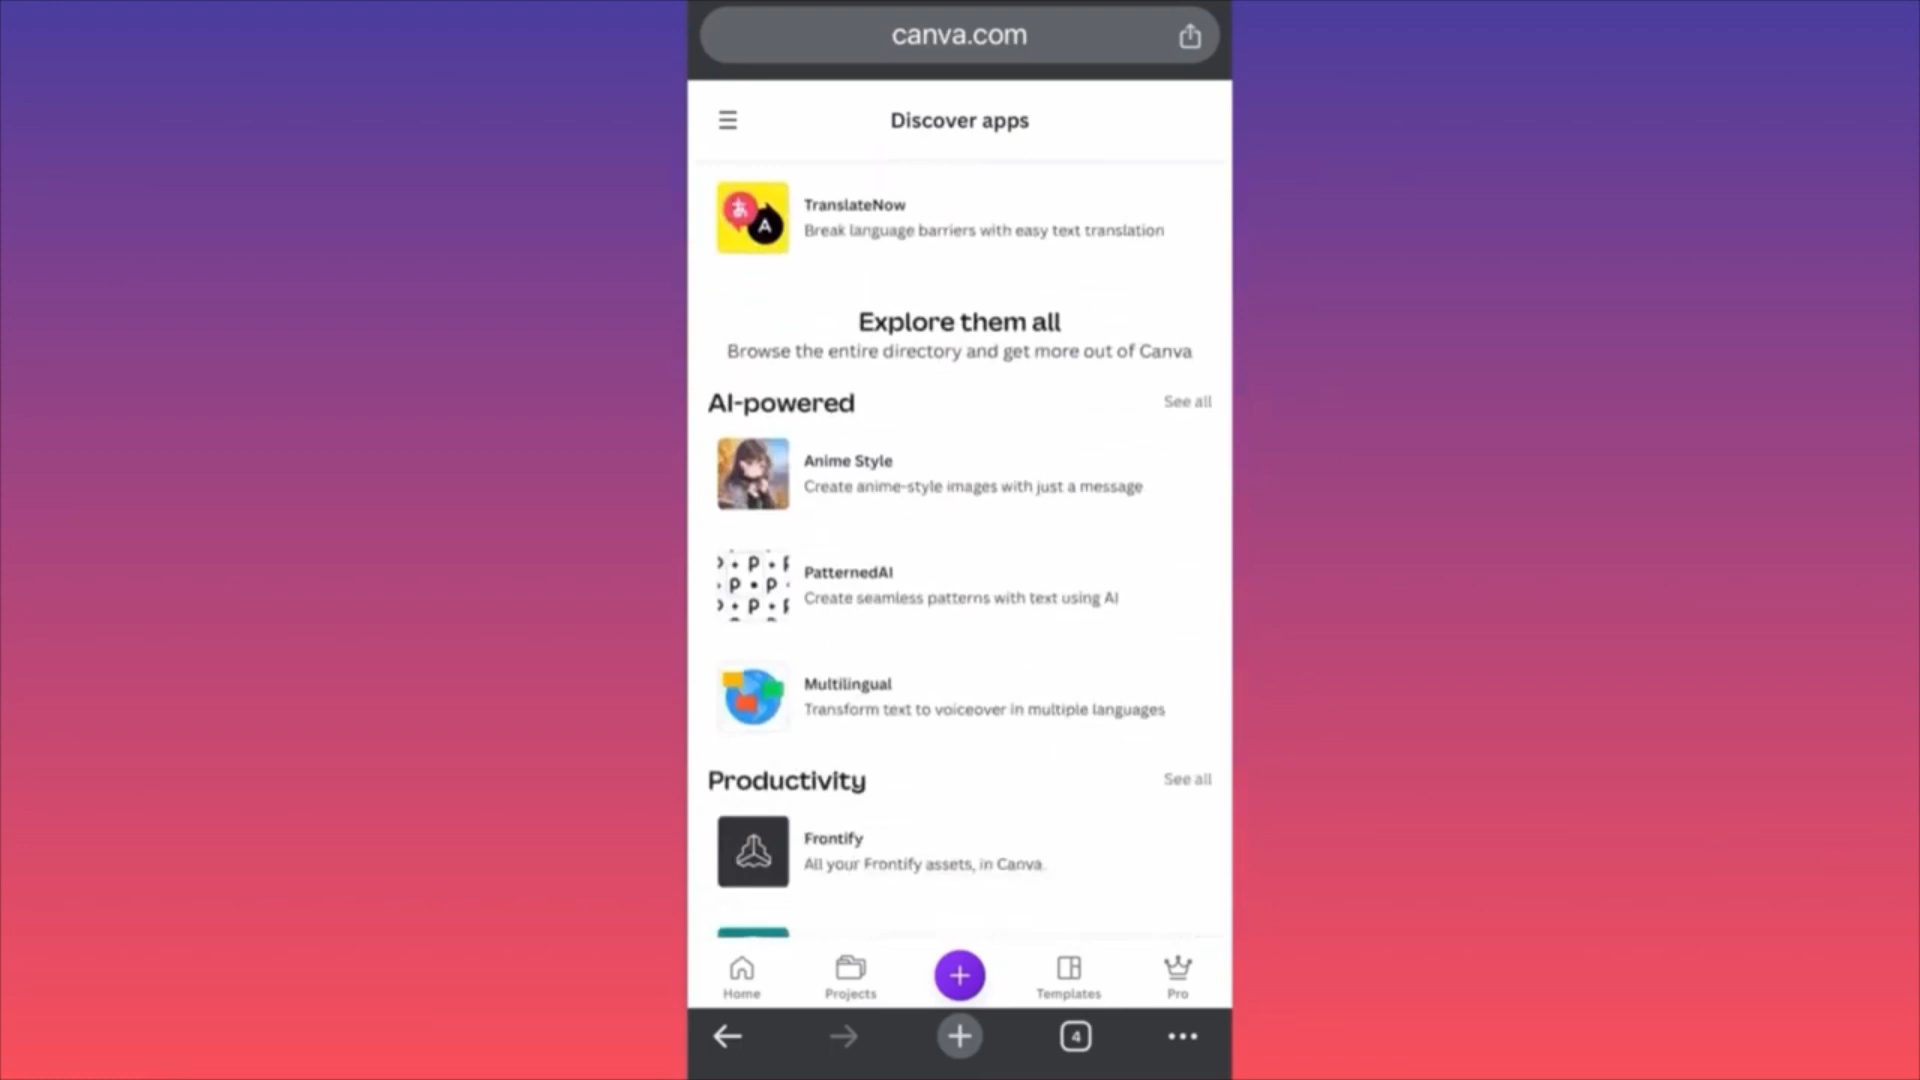 canva.com
Discover apps
あ
A
TranslateNow
Break language barriers with easy text translation
Explore them all
Browse the entire directory and get more out of Canva
AI-powered
See all
Anime Style
Create anime-style images with just a message
P P
P P
P P
PatternedAI
Create seamless patterns with text using AI
Multilingual
Transform text to voiceover in multiple languages
Productivity
See all
Frontify
All your Frontify assets, in Canva.
Home
Projects
Templates
Pro
4